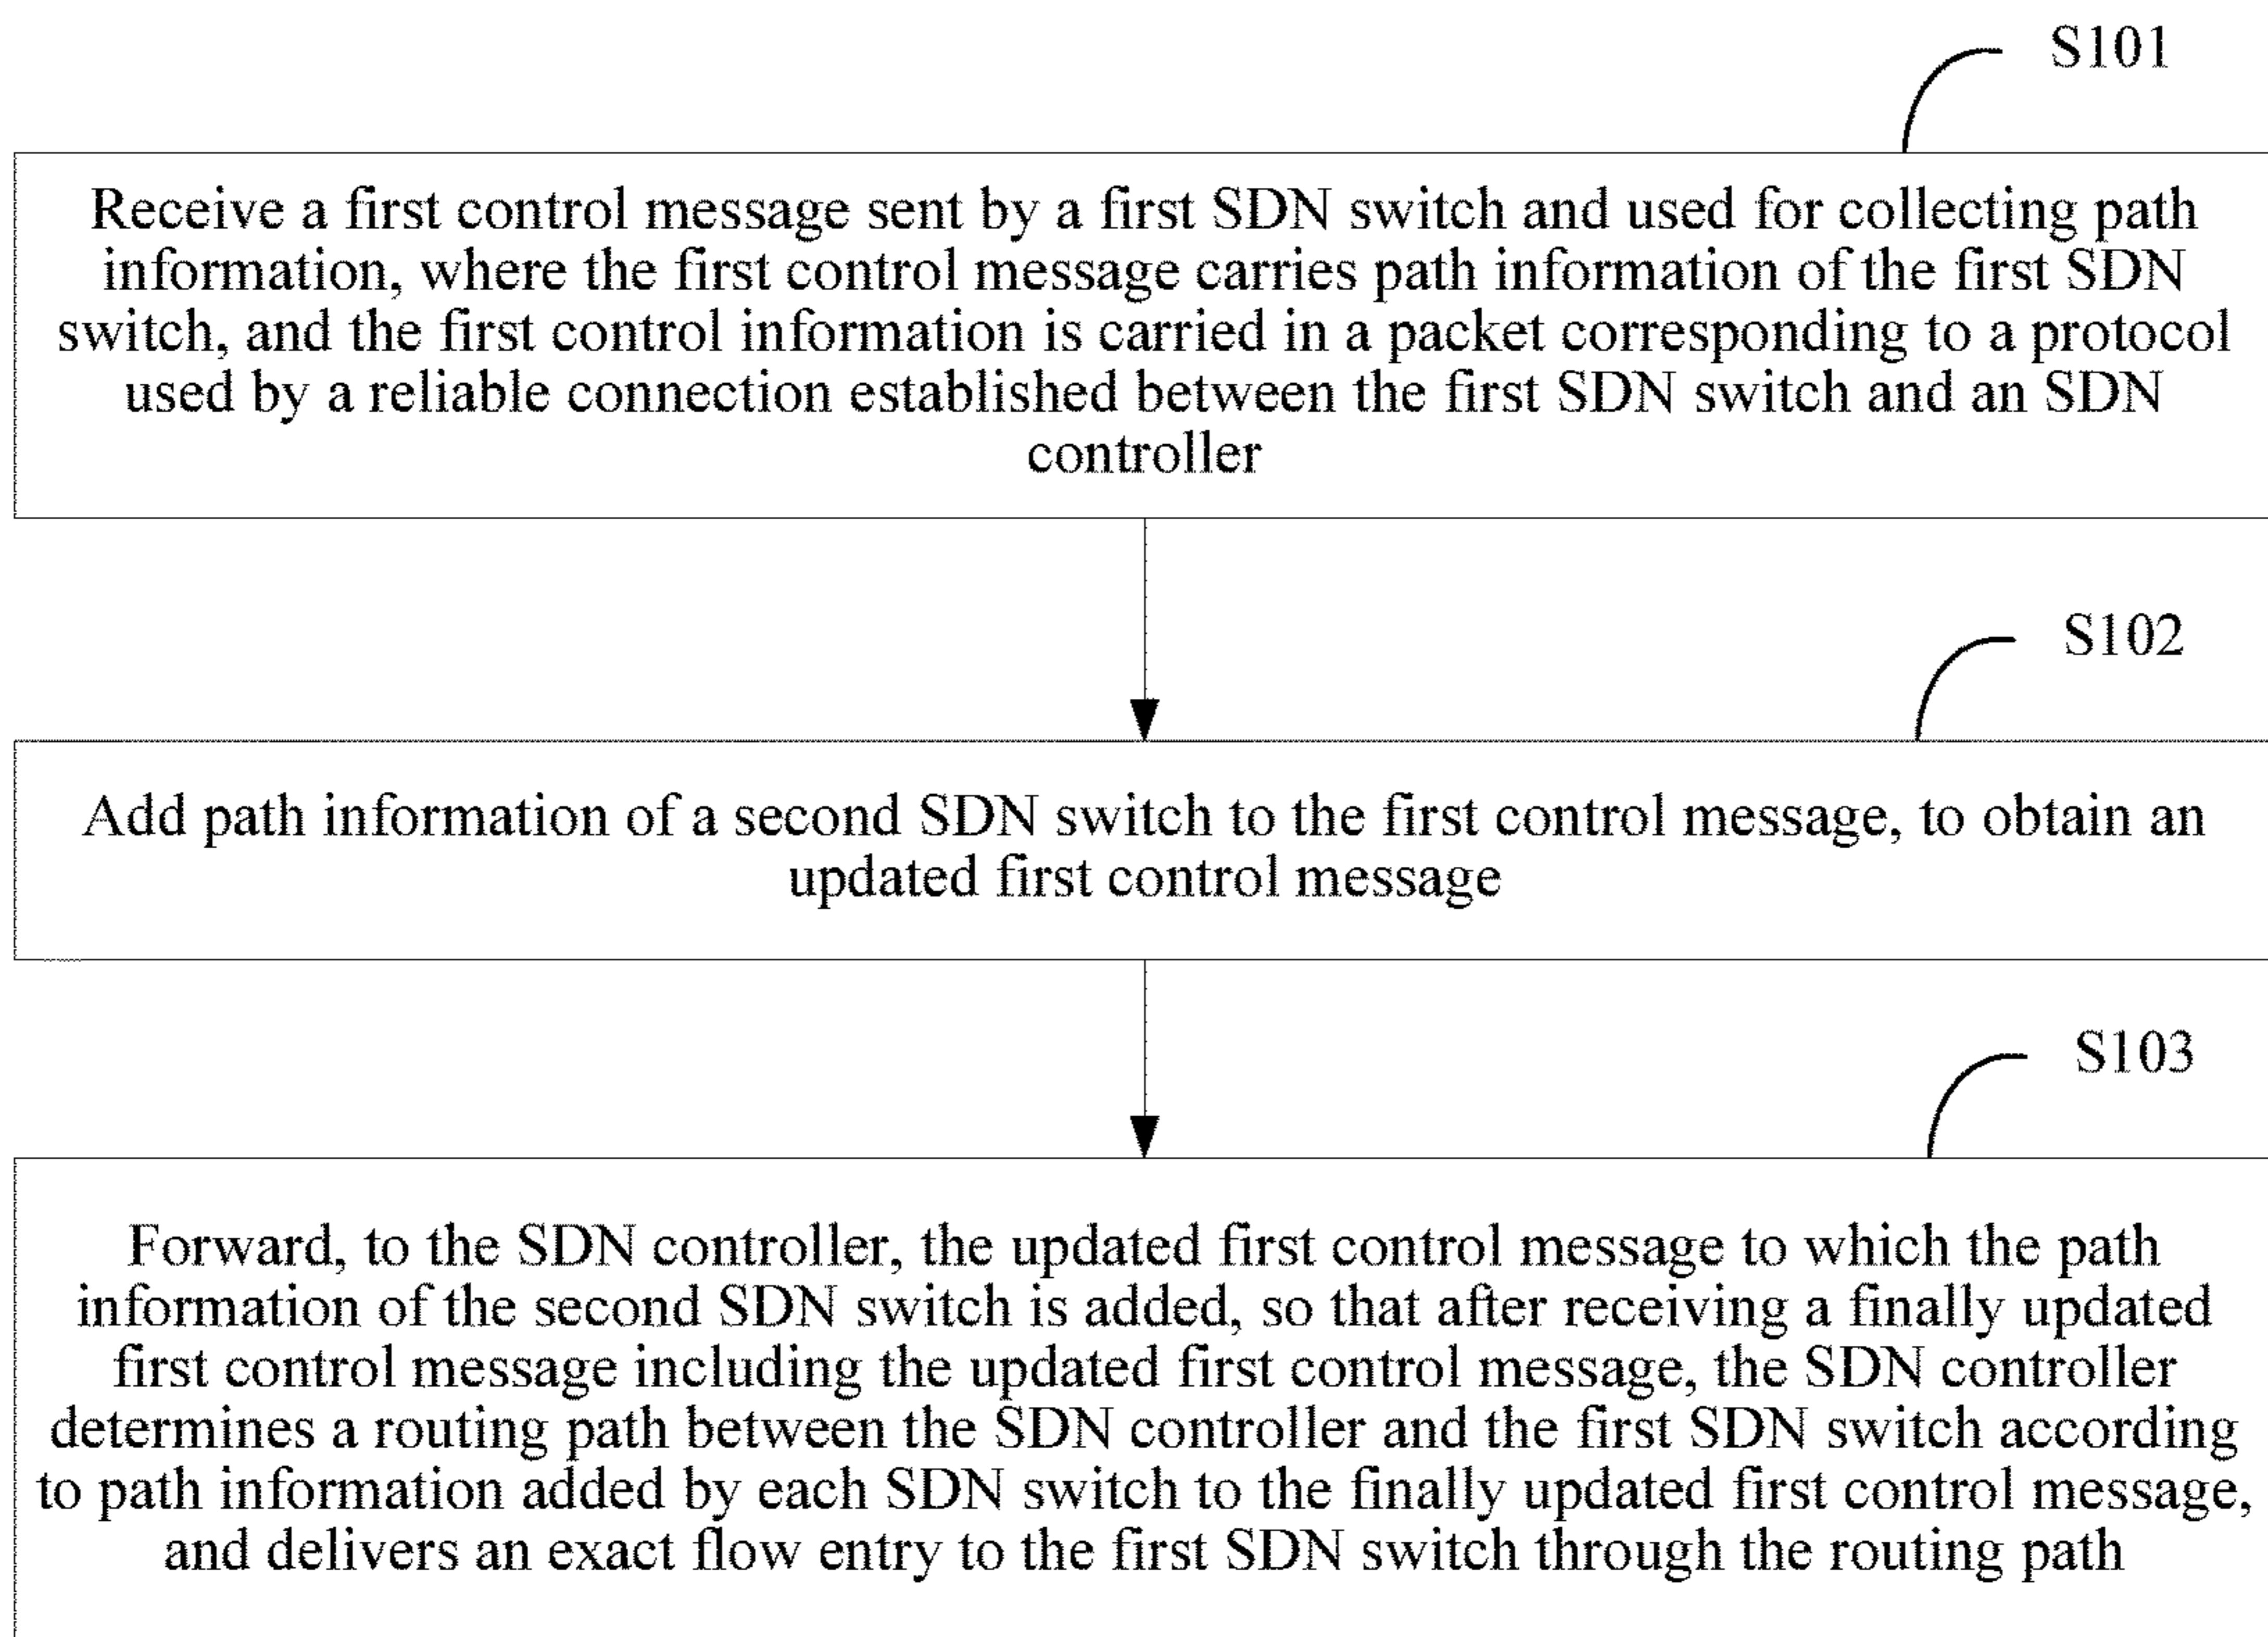 S101
Receive a first control message sent by a first SDN switch and used for collecting path
information, where the first control message carries path information of the first SDN
switch, and the first control information is carried in a packet corresponding to a protocol
used by a reliable connection established between the first SDN switch and an SDN
controller
S102
Add path information of a second SDN switch to the first control message, to obtain an
updated first control message
S103
Forward, to the SDN controller, the updated first control message to which the path
information of the second SDN switch is added, so that after receiving a finally updated
first control message including the updated first control message, the SDN controller
determines a routing path between the SDN controller and the first SDN switch according
to path information added by each SDN switch to the finally updated first control message,
and delivers an exact flow entry to the first SDN switch through the routing path